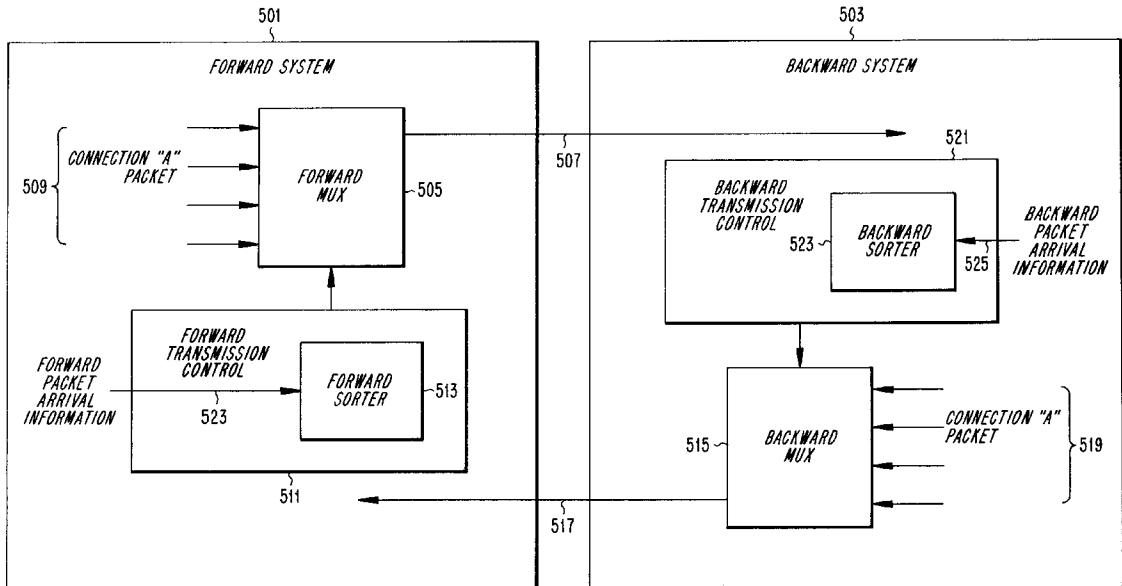 501
503
FORWARD SYSTEM
BACKWARD SYSTEM
509
CONNECTION "A"
PACKET
FORWARD
MUX
505
507
521
BACKWARD
TRANSMISSION
CONTROL
523
BACKWARD
SORTER
525
BACKWARD
PACKET
ARRIVAL
INFORMATION
FORWARD
TRANSMISSION
CONTROL
FORWARD
PACKET
ARRIVAL
INFORMATION
523
FORWARD
SORTER
513
511
515
BACKWARD
MUX
CONNECTION "A"
PACKET
519
517